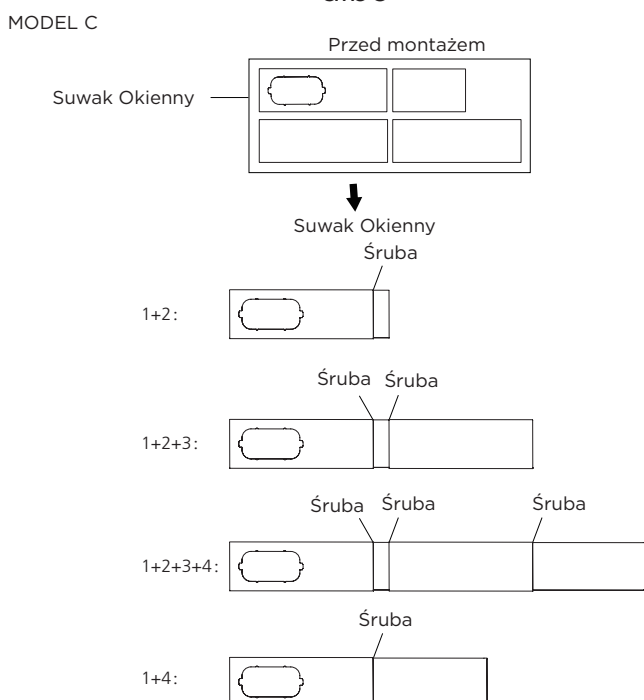 MODEL C
Przed montażem
Suwak Okienny
Suwak Okienny
Śruba
1+2:
Śruba Śruba
1+2+3:
Śruba Śruba Śruba
1+2+3+4:
Śruba
1+4: